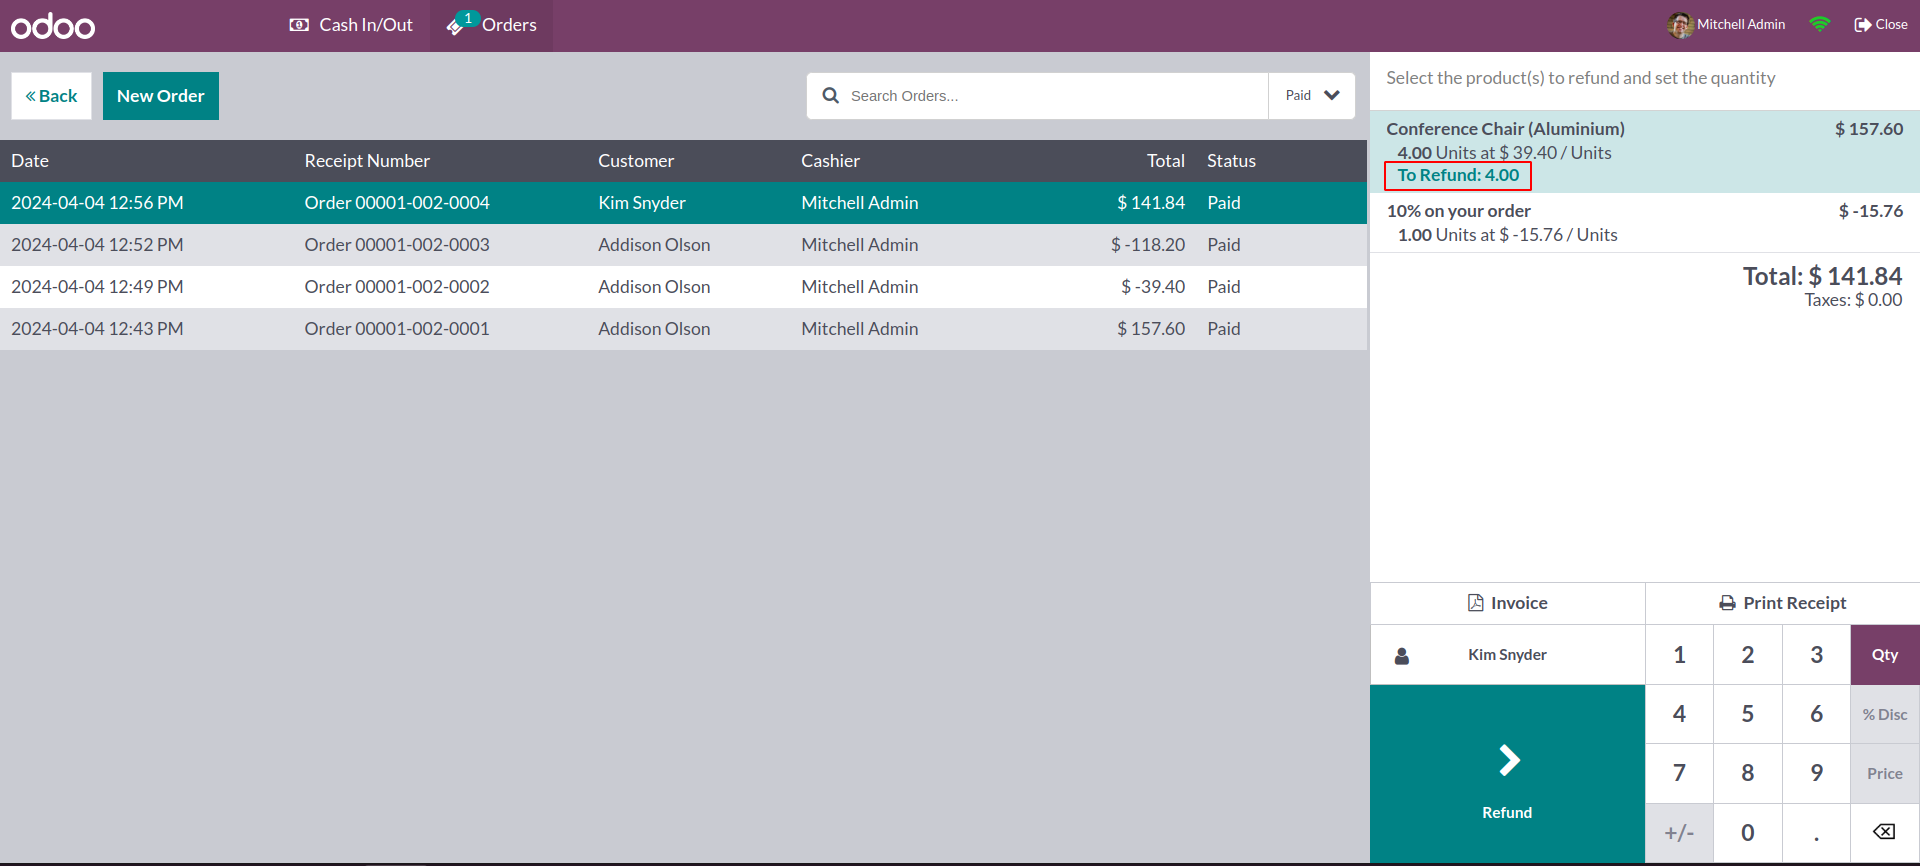 odoo
Cash In/Out
1
Orders
Mitchell Admin
Close
Back
New Order
Search Orders...
Paid
Date Receipt Number Customer Cashier Total Status
2024-04-04 12:56 PM Order 00001-002-0004 Kim Snyder Mitchell Admin $ 141.84 Paid
2024-04-04 12:52 PM Order 00001-002-0003 Addison Olson Mitchell Admin $ -118.20 Paid
2024-04-04 12:49 PM Order 00001-002-0002 Addison Olson Mitchell Admin $ -39.40 Paid
2024-04-04 12:43 PM Order 00001-002-0001 Addison Olson Mitchell Admin $ 157.60 Paid
Select the product(s) to refund and set the quantity
Conference Chair (Aluminium) $ 157.60
4.00 Units at $ 39.40 / Units
To Refund: 4.00
10% on your order $ -15.76
1.00 Units at $ -15.76 / Units
Total: $ 141.84
Taxes: $ 0.00
Invoice Print Receipt
Kim Snyder
1 2 3 Qty
4 5 6 % Disc
7 8 9 Price
Refund
+/- 0 .